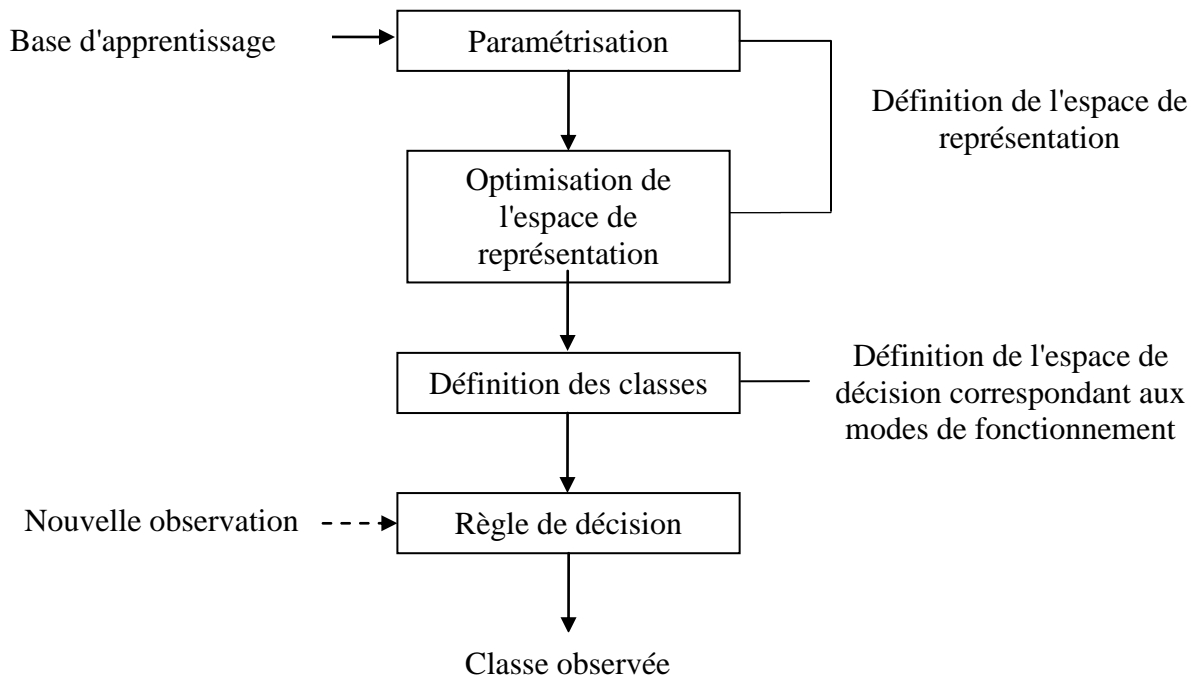 Base d'apprentissage
Paramétrisation
Définition de l'espace de
représentation
Optimisation de
l'espace de
représentation
Définition des classes
Définition de l'espace de
décision correspondant aux
modes de fonctionnement
Nouvelle observation
Règle de décision
Classe observée